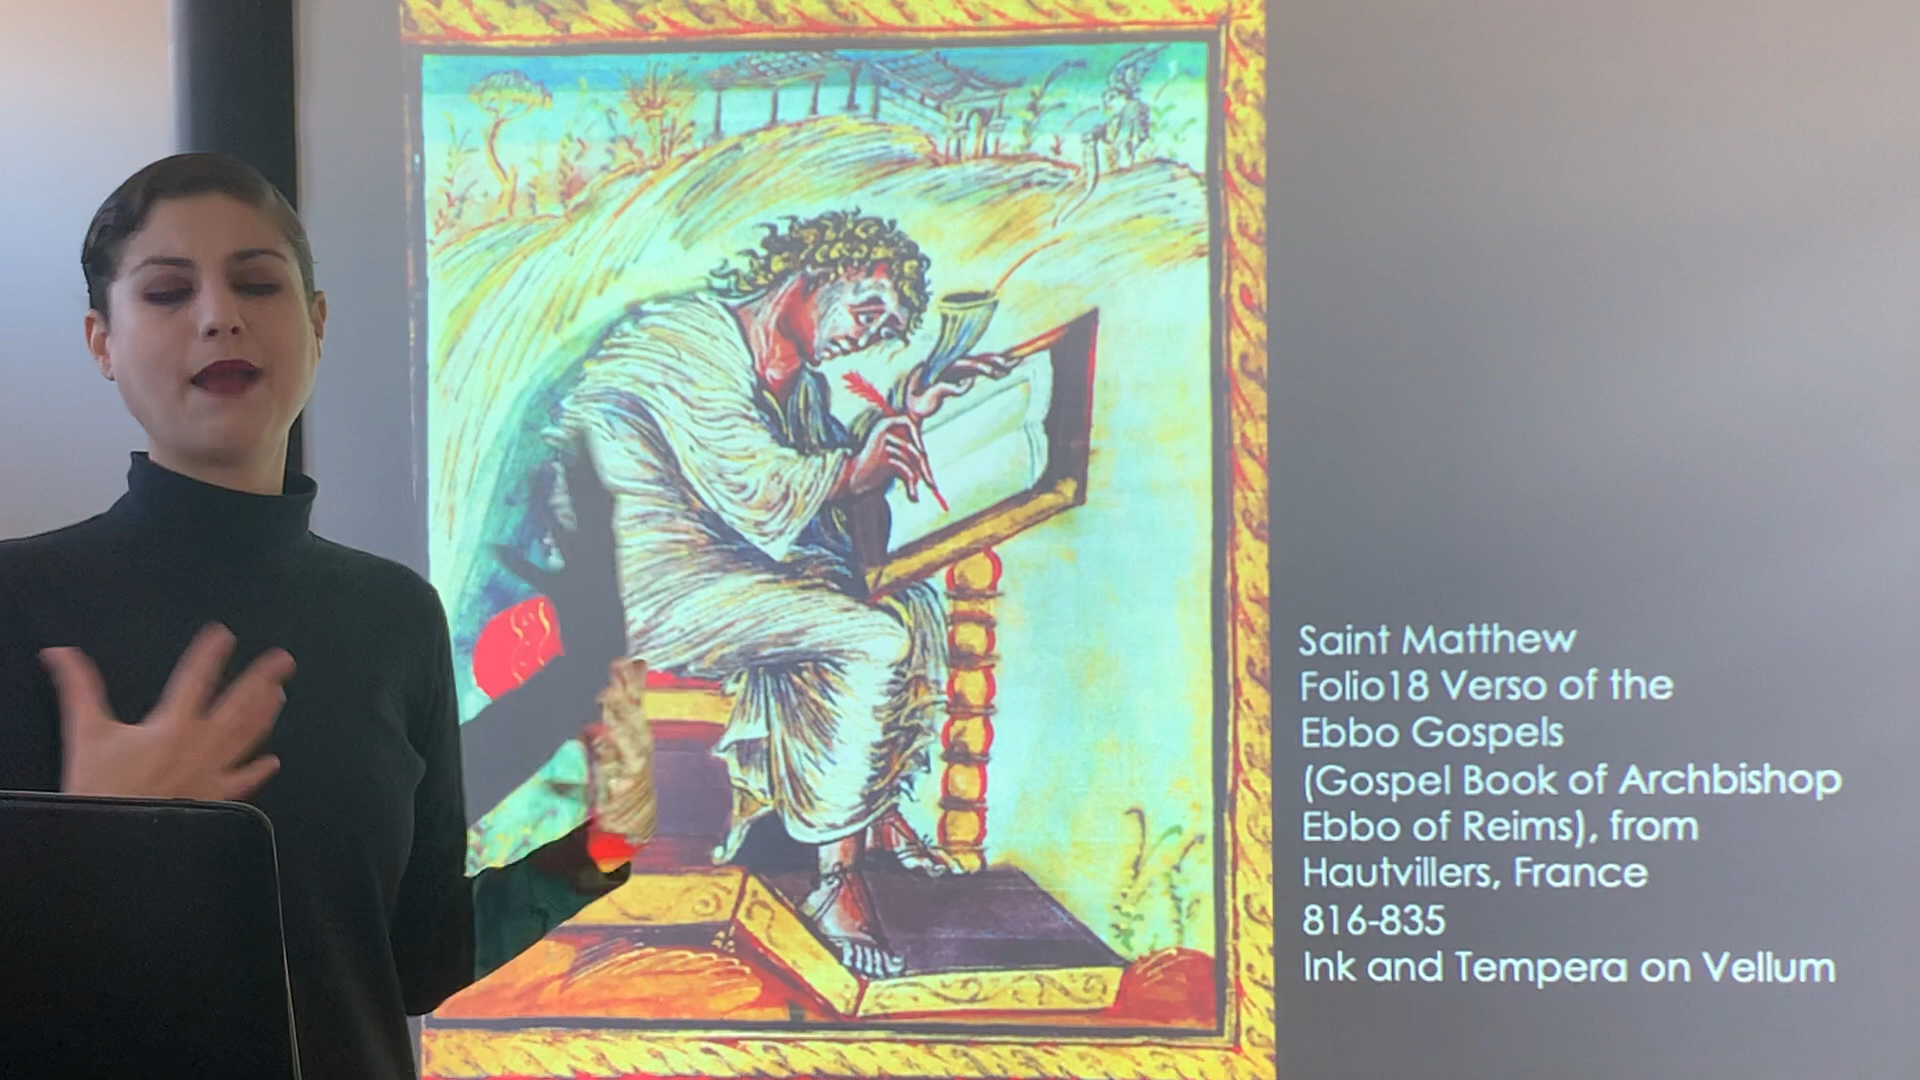 Saint Matthew
Folio18 Verso of the
Ebbo Gospels
(Gospel Book of Archbishop
Ebbo of Reims), from
Hautvillers, France
816-835
Ink and Tempera on Vellum